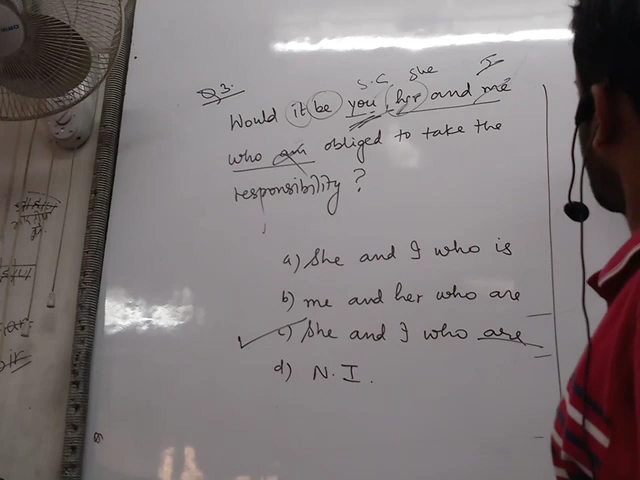 S.C She I
Q3. Would it be you, her and me
who am obliged to take the
responsibility?
a) She and I who is
b) me and her who are
c) She and I who are
d) N.I.